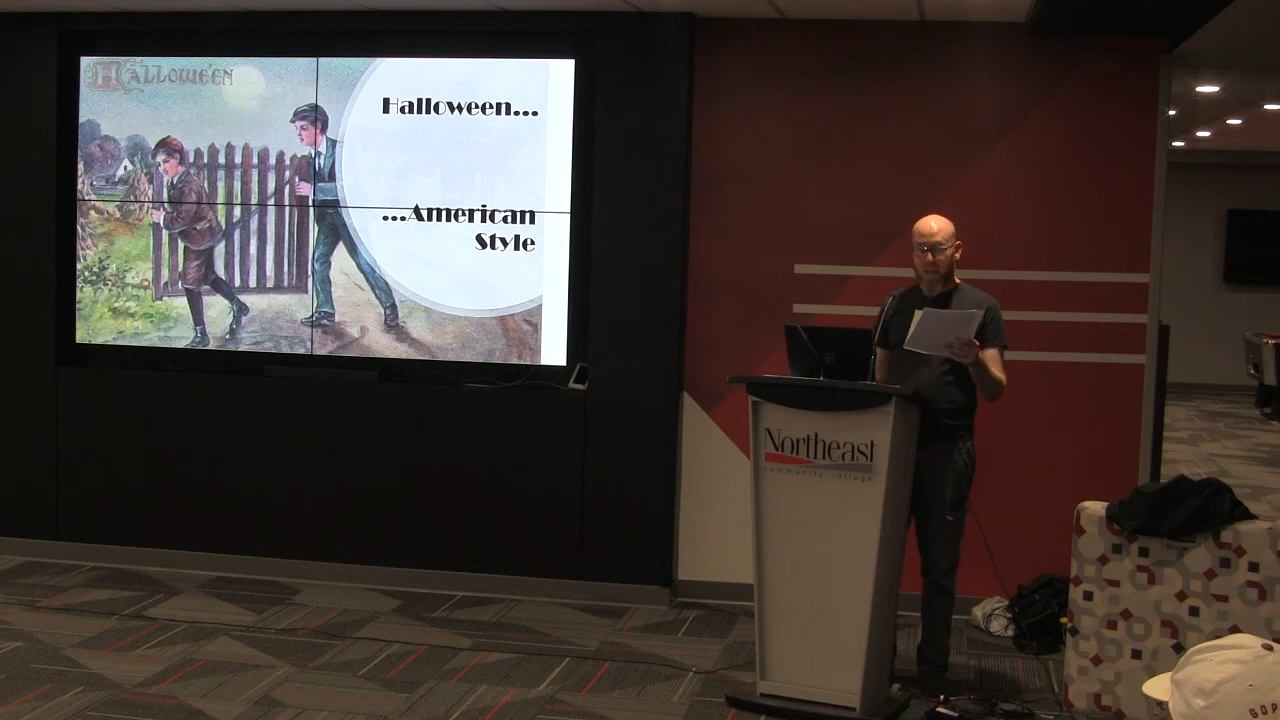 HALLOWE'EN
Halloween...
...American
Style
Northeast
community college